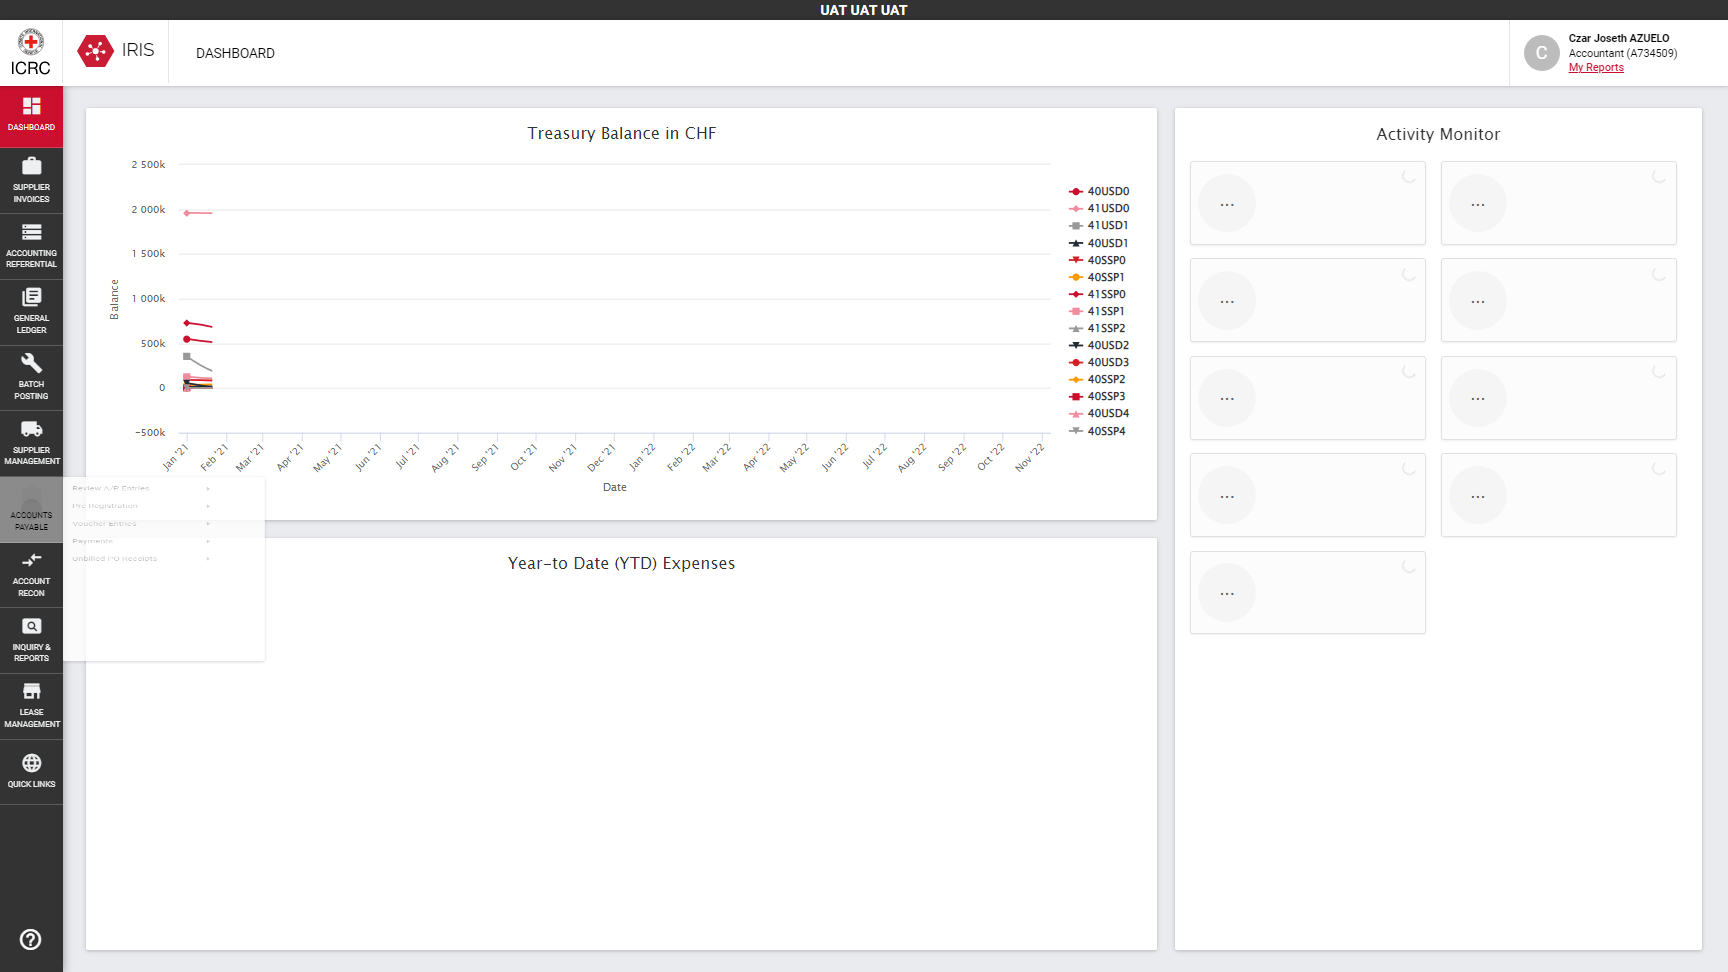 UAT UAT UAT
ICRC
IRIS
DASHBOARD
Czar Joseth AZUELO
Accountant (A734509)
My Reports
C
DASHBOARD
SUPPLIER
INVOICES
ACCOUNTING
REFERENTIAL
GENERAL
LEDGER
BATCH
POSTING
SUPPLIER
MANAGEMENT
ACCOUNTS
PAYABLE
ACCOUNT
RECON
INQUIRY &
REPORTS
LEASE
MANAGEMENT
QUICK LINKS
Review A/P Entries
Pre Registration
Voucher Entries
Payments
Unbilled PO Receipts
Treasury Balance in CHF
2 500k
2 000k
1 500k
1 000k
500k
0
-500k
Balance
Jan '21
Feb '21
Mar '21
Apr '21
May '21
Jun '21
Jul '21
Aug '21
Sep '21
Oct '21
Nov '21
Dec '21
Jan '22
Feb '22
Mar '22
Apr '22
May '22
Jun '22
Jul '22
Aug '22
Sep '22
Oct '22
Nov '22
Date
40USD0
41USD0
41USD1
40USD1
40SSP0
40SSP1
41SSP0
41SSP1
41SSP2
40USD2
40USD3
40SSP2
40SSP3
40USD4
40SSP4
Year-to Date (YTD) Expenses
Activity Monitor
...
...
...
...
...
...
...
...
...